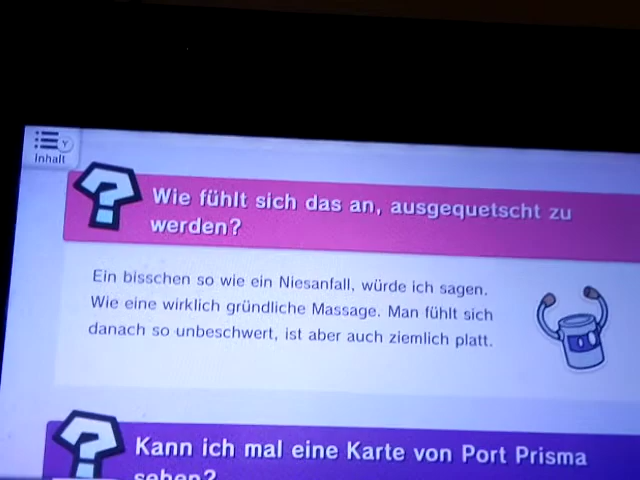 Y
Inhalt
Wie fühlt sich das an, ausgequetscht zu
werden?
Ein bisschen so wie ein Niesanfall, würde ich sagen.
Wie eine wirklich gründliche Massage. Man fühlt sich
danach so unbeschwert, ist aber auch ziemlich platt.
Kann ich mal eine Karte von Port Prisma
sehen?